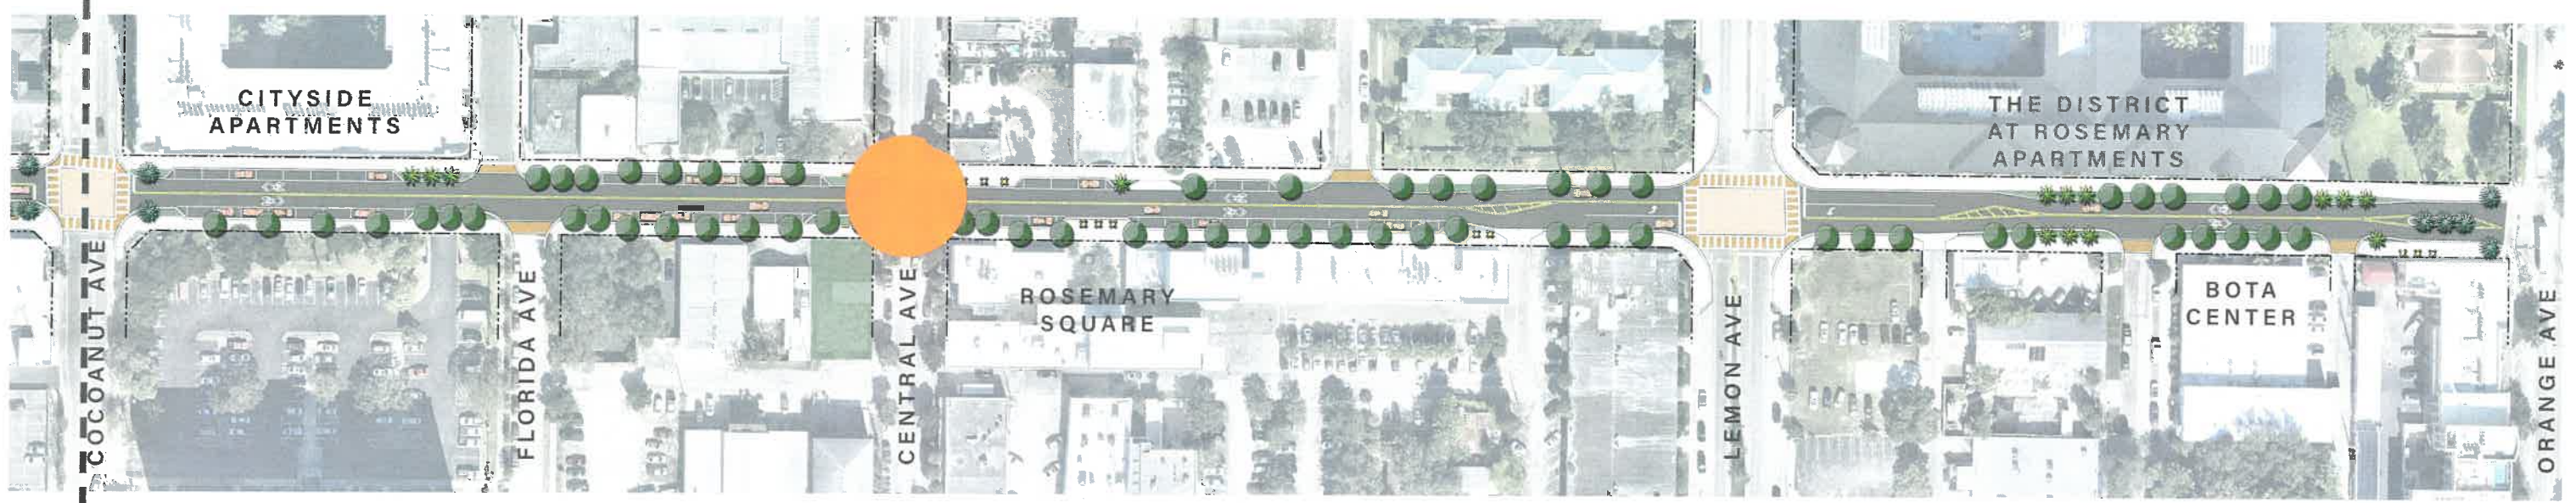 CITYSIDE
APARTMENTS
THE DISTRICT
AT ROSEMARY
APARTMENTS
ROSEMARY
SQUARE
BOTA
CENTER
COCOANUT AVE
FLORIDA AVE
CENTRAL AVE
LEMON AVE
ORANGE AVE